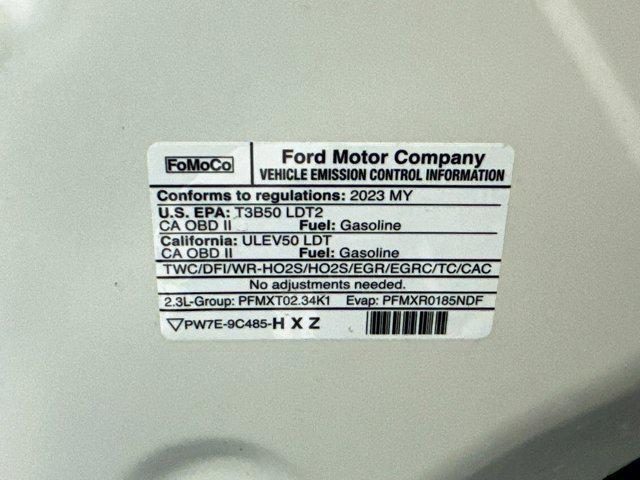 FoMoCo
Ford Motor Company
VEHICLE EMISSION CONTROL INFORMATION
Conforms to regulations: 2023 MY
U.S. EPA: T3B50 LDT2
CA OBD II Fuel: Gasoline
California: ULEV50 LDT
CA OBD II Fuel: Gasoline
TWC/DFI/WR-HO2S/HO2S/EGR/EGRC/TC/CAC
No adjustments needed.
2.3L-Group: PFMXT02.34K1 Evap: PFMXR0185NDF
PW7E-9C485-H X Z